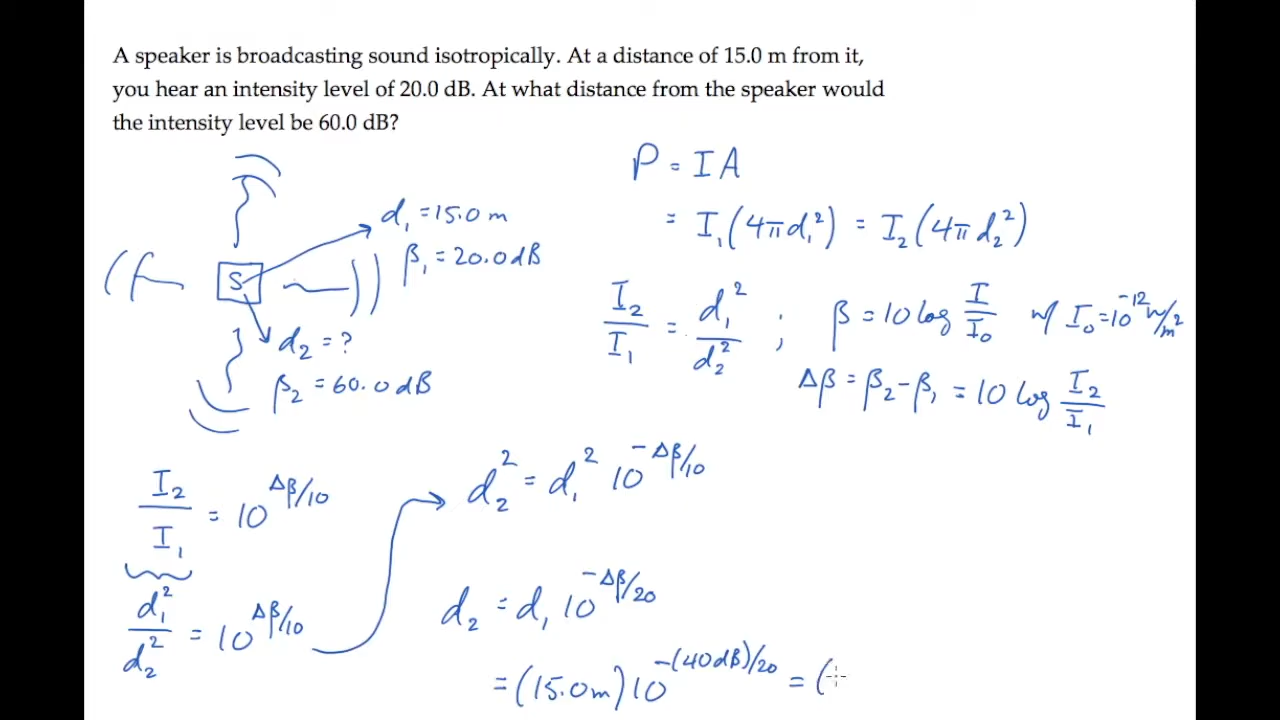 A speaker is broadcasting sound isotropically. At a distance of 15.0 m from it,
you hear an intensity level of 20.0 dB. At what distance from the speaker would
the intensity level be 60.0 dB?
S
d₁ = 15.0 m
β₁ = 20.0 dB
d₂ = ?
β₂ = 60.0 dB
P = IA
= I₁(4πd₁²) = I₂(4πd₂²)
I₂/I₁ = d₁²/d₂² ; β = 10 log I/I₀ w/ I₀ = 10⁻¹² W/m²
Δβ = β₂ - β₁ = 10 log I₂/I₁
I₂/I₁ = 10^(Δβ/10)
d₁²/d₂² = 10^(Δβ/10)
d₂² = d₁² 10^(-Δβ/10)
d₂ = d₁ 10^(-Δβ/20)
= (15.0m) 10^(-(40dB)/20) = (